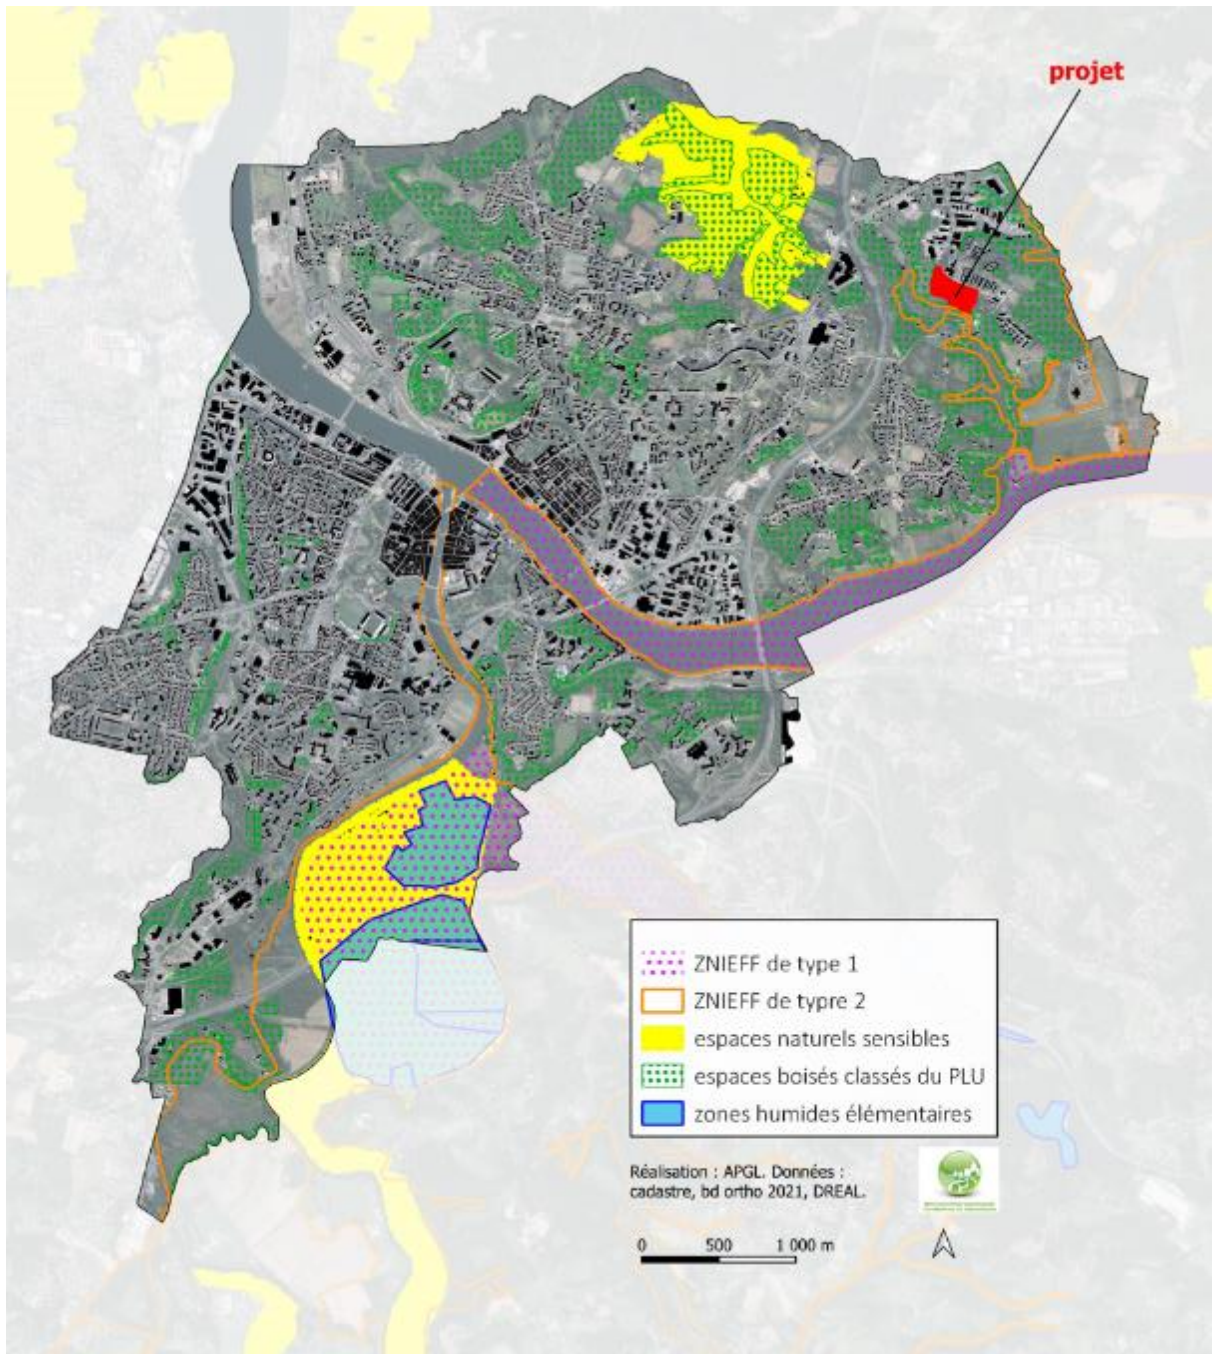 projet
ZNIEFF de type 1
ZNIEFF de typre 2
espaces naturels sensibles
espaces boisés classés du PLU
zones humides élémentaires
Réalisation : APGL. Données :
cadastre, bd ortho 2021, DREAL.
0 500 1 000 m